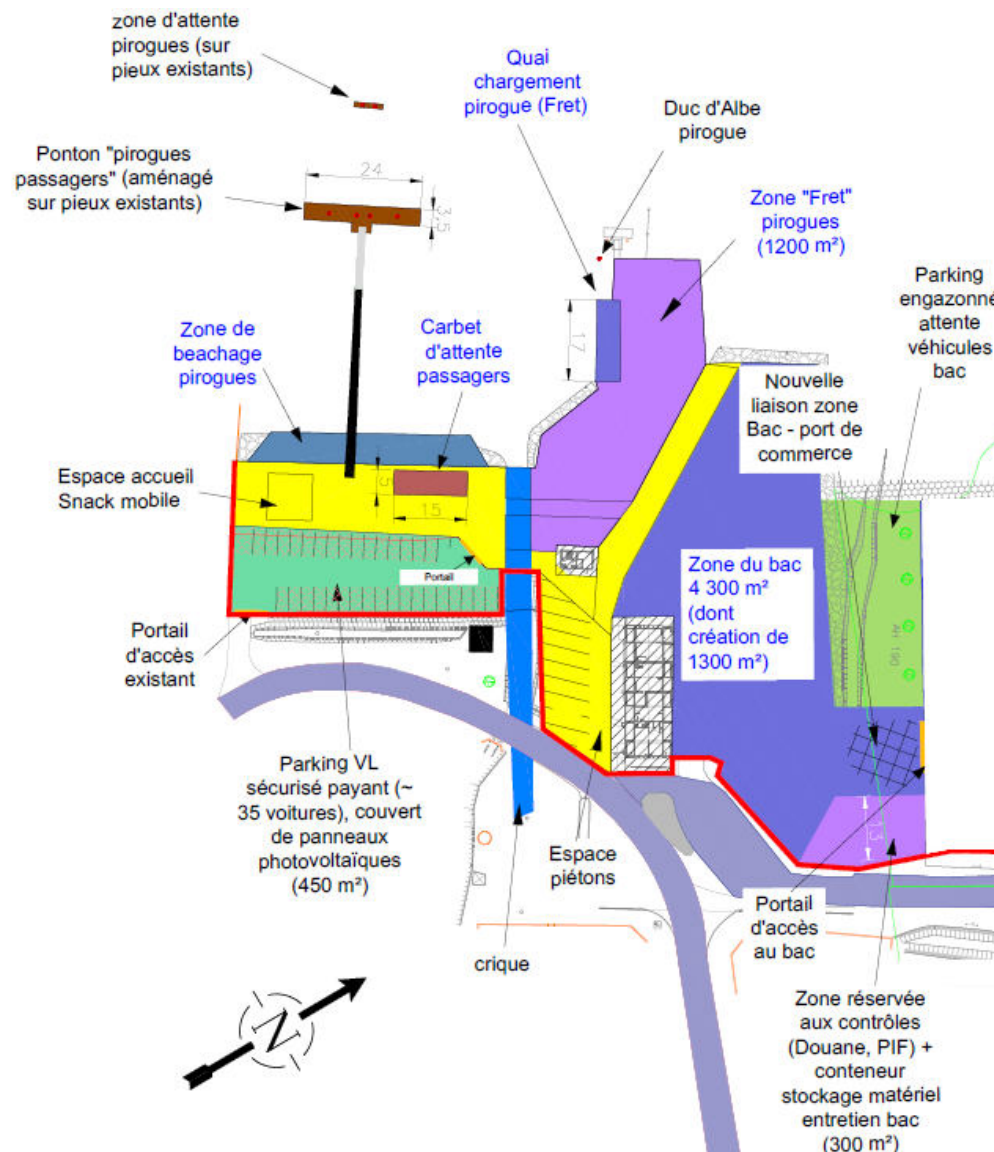 zone d'attente
pirogues (sur
pieux existants)
Quai
chargement
pirogue (Fret)
Duc d'Albe
pirogue
Ponton "pirogues
passagers" (aménagé
sur pieux existants)
24
3,5
Zone "Fret"
pirogues
(1200 m²)
Parking
engazonné
attente
véhicules
bac
Zone de
beachage
pirogues
Carbet
d'attente
passagers
17
Nouvelle
liaison zone
Bac - port de
commerce
Espace accueil
Snack mobile
5
15
Portail
Zone du bac
4 300 m²
(dont
création de
1300 m²)
AH 190
Portail
d'accès
existant
Parking VL
sécurisé payant (~
35 voitures), couvert
de panneaux
photovoltaïques
(450 m²)
Espace
piétons
13
crique
Portail
d'accès
au bac
N
Zone réservée
aux contrôles
(Douane, PIF) +
conteneur
stockage matériel
entretien bac
(300 m²)